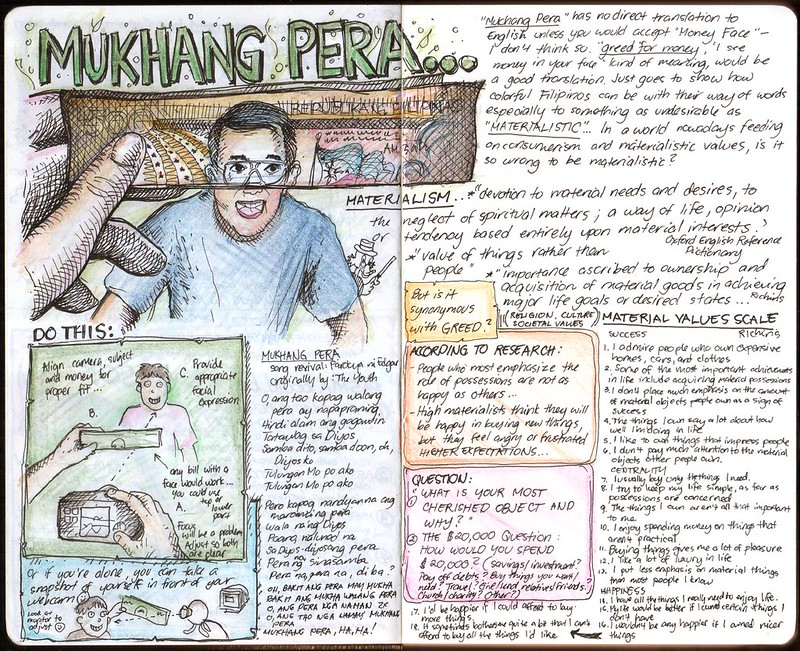 MUKHANG PERA...
"Mukhang Pera" has no direct translation to
English unless you would accept "Money Face" -
I don't think so. "greed for money", "I see
money in your face" kind of meaning, would be
a good translation. Just goes to show how
colorful Filipinos can be with their way of words
especially to something as undesirable as
"MATERIALISTIC"... In a world nowadays feeding
on consumerism and materialistic values, is it
so wrong to be materialistic?
REPUBLIKA NG PILIPINAS
MATERIALISM... *"devotion to material needs and desires, to
the neglect of spiritual matters; a way of life, opinion
or tendency based entirely upon material interests."
Oxford English Reference
Dictionary
*"value of things rather than
people"
*"importance ascribed to ownership and
acquisition of material goods in achieving
major life goals or desired states... Richins
DO THIS:
Align camera, subject
and money for
proper fit...
C. Provide
appropriate
facial
expression
B.
any bill with a
face would work...
you could use
top or
lower
part
A.
Focus
will be a problem
Adjust so both
are clear
Or if you're alone, you can take a
snapshot of yourself in front of your
webcam!
Look at
monitor to
adjust
MUKHANG PERA
song revival: Parokya ni Edgar
originally by: The Youth
O, ang tao kapag walang
pera ay napapraning
Hindi alam ang gagawin
Tatawag sa Diyos
Samba dito, samba doon, oh,
Diyos ko
Tulungan Mo po ako
Tulungan Mo po ako
Pero kapag nandyan na ang
maraming pera
wala na ng Diyos
Paano nalunod na
sa Diyos-diyosang pera
Perang sinasamba
Pera na, pera na, di ba?
OH, BAKIT ANG PERA MAY MUKHA
BAKIT ANG MUKHA WALANG PERA
O, ANG PERA NGA NAMAN 2x
O, ANG TAO NGA NAMAY MUKHANG
PERA
MUKHANG PERA, HA, HA!
But is it
synonymous
with GREED?
(RELIGION, CULTURE,
SOCIETAL VALUES)
ACCORDING TO RESEARCH:
- People who most emphasize the
role of possessions are not as
happy as others...
- High materialists think they will
be happy in buying new things,
but they feel angry or frustrated
HIGHER EXPECTATIONS...
QUESTION:
① "WHAT IS YOUR MOST
CHERISHED OBJECT AND
WHY?"
② THE $20,000 QUESTION:
HOW WOULD YOU SPEND
$20,000? (savings/investment?
Pay off debts? Buy things you want/
need? Travel? Give/lend relatives/friends?
Church/charity? Other?)
MATERIAL VALUES SCALE
Richins
SUCCESS
1. I admire people who own expensive
homes, cars, and clothes
2. Some of the most important achievements
in life include acquiring material possessions
3. I don't place much emphasis on the amount
of material objects people own as a sign of
success
4. The things I own say a lot about how
well I'm doing in life
5. I like to own things that impress people
6. I don't pay much attention to the material
objects other people own.
CENTRALITY
7. I usually buy only the things I need.
8. I try to keep my life simple, as far as
possessions are concerned
9. The things I own aren't all that important
to me
10. I enjoy spending money on things that
aren't practical
11. Buying things gives me a lot of pleasure
12. I like a lot of luxury in life
13. I put less emphasis on material things
than most people I know
HAPPINESS
14. I have all the things I really need to enjoy life.
15. My life would be better if I owned certain things I
don't have
16. I wouldn't be any happier if I owned nicer
things
17. I'd be happier if I could afford to buy
more things.
18. It sometimes bothers me quite a bit that I can't
afford to buy all the things I'd like